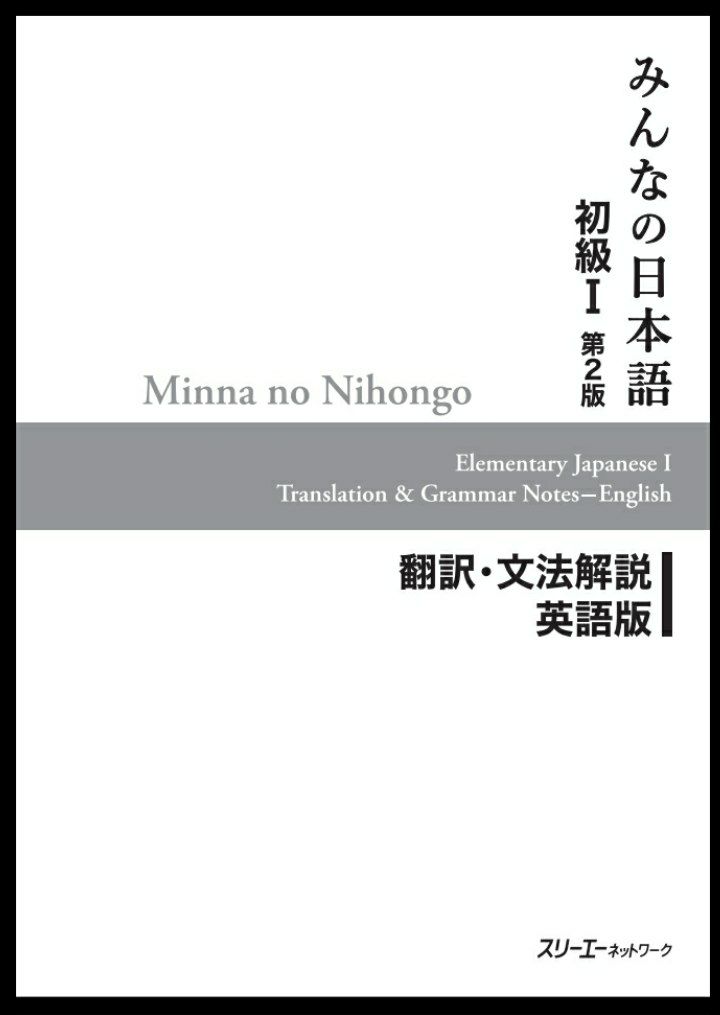 みんなの日本語
初級Ⅰ 第2版
Minna no Nihongo
Elementary Japanese I
Translation & Grammar Notes−English
翻訳・文法解説
英語版
スリーエーネットワーク